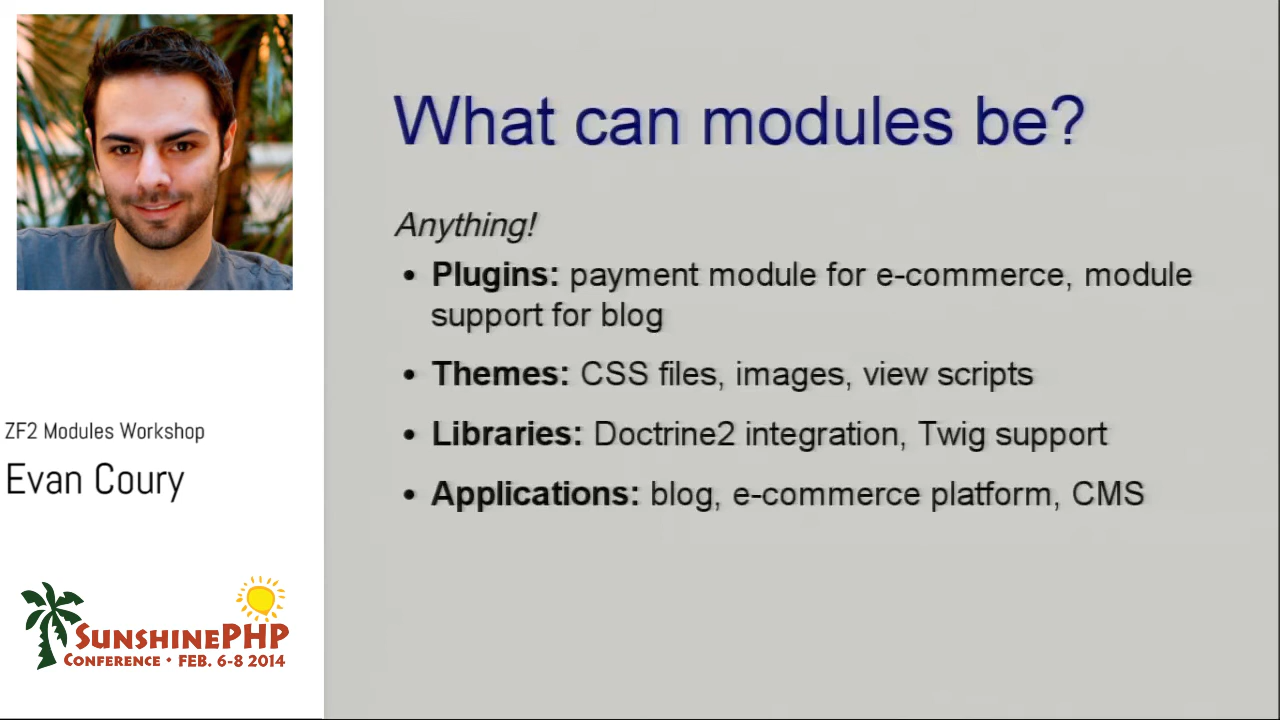 ZF2 Modules Workshop
Evan Coury
SUNSHINEPHP
CONFERENCE • FEB. 6-8 2014
What can modules be?
Anything!
• Plugins: payment module for e-commerce, module
support for blog
• Themes: CSS files, images, view scripts
• Libraries: Doctrine2 integration, Twig support
• Applications: blog, e-commerce platform, CMS